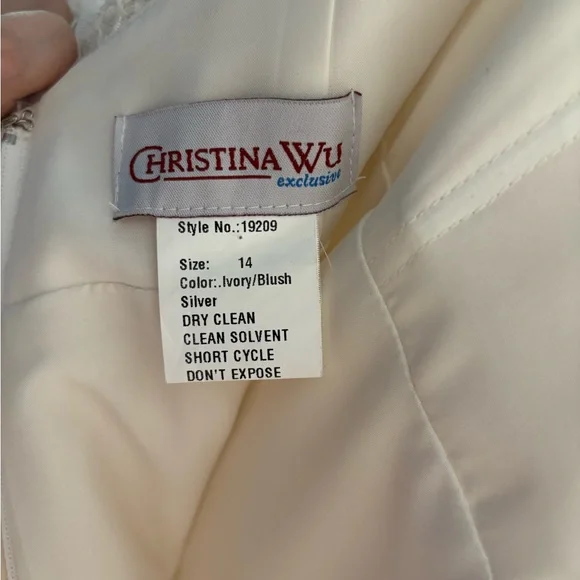 CHRISTINA WU
exclusive
Style No.:19209
Size: 14
Color:.Ivory/Blush
Silver
DRY CLEAN
CLEAN SOLVENT
SHORT CYCLE
DON'T EXPOSE